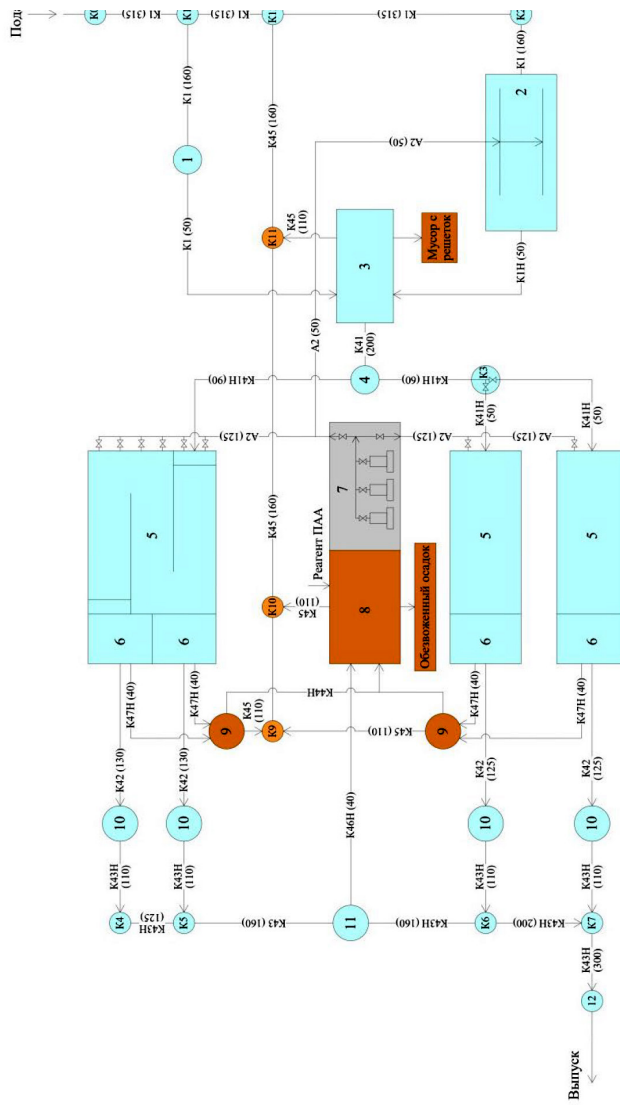 К1 (315)
К1 (315)
К1 (315)
К1 (160)
К45 (160)
К1 (160)
2
1
А2 (50)
К1 (50)
К11
К45
(110)
3
Мусор с
решеток
К1Н (50)
А2 (50)
К41
(200)
4
К41Н (90)
К41Н (60)
К3
К41Н
(50)
К41Н
(50)
А2 (125)
А2 (125)
А2 (125)
5
К45 (160)
7
Реагент ПАА
5
5
К10
К45
(110)
8
Обезвоженный осадок
6
6
6
6
К47Н (40)
К47Н (40)
К44Н
К47Н (40)
К47Н (40)
9
К45
(110)
К9
К45 (110)
9
К42 (130)
К42 (130)
К46Н (40)
К42
(125)
К42
(125)
10
10
10
10
К43Н
(110)
К43Н
(110)
К43Н
(110)
К43Н
(110)
К4
К43Н
(125)
К5
К43 (160)
11
К43Н (160)
К6
К43Н (200)
К7
К43Н
(300)
12
Выпуск